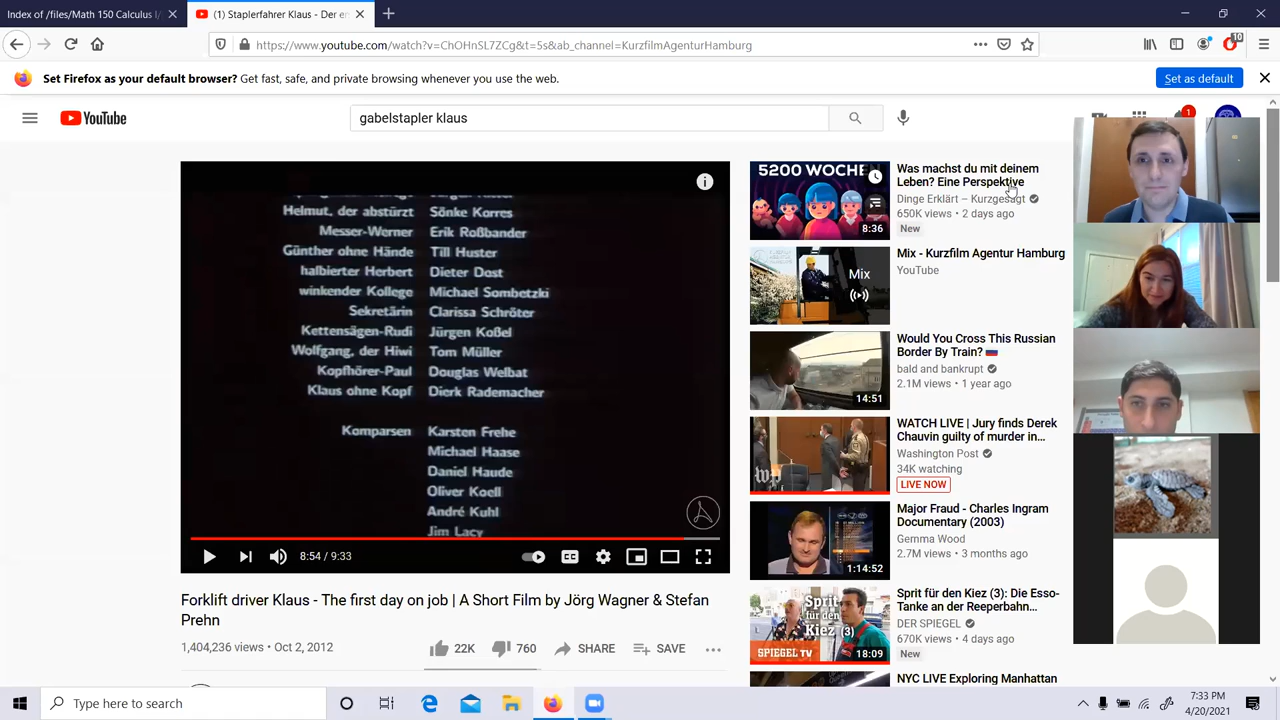 Index of /files/Math 150 Calculus I/
(1) Staplerfahrer Klaus - Der er
https://www.youtube.com/watch?v=ChOHnSL7ZCg&t=5s&ab_channel=KurzfilmAgenturHamburg
10
Set Firefox as your default browser? Get fast, safe, and private browsing whenever you use the web.
Set as default
YouTube
gabelstapler klaus
1
Helmut, der abstürzt Sönke Korres
Messer-Werner Erik Roßbander
Günther ohne Hände Till Huster
halbierter Herbert Dieter Dost
winkender Kollege Michael Sombetzki
Sekretärin Clarissa Schröter
Kettensägen-Rudi Jürgen Koßel
Wolfgang, der Hiwi Tom Müller
Kopfhörer-Paul Douglas Welbat
Klaus ohne Kopf Dierk Rademacher
Komparsen Karsten Frehe
Michael Haase
Daniel Haude
Oliver Koell
André Kuhl
Jim Lacy
8:54 / 9:33
CC
Forklift driver Klaus - The first day on job | A Short Film by Jörg Wagner & Stefan
Prehn
1,404,236 views • Oct 2, 2012
22K
760
SHARE
SAVE
5200 WOCHE
8:36
Was machst du mit deinem
Leben? Eine Perspektive
Dinge Erklärt – Kurzgesagt
650K views • 2 days ago
New
Mix
Mix - Kurzfilm Agentur Hamburg
YouTube
14:51
Would You Cross This Russian
Border By Train?
bald and bankrupt
2.1M views • 1 year ago
WATCH LIVE | Jury finds Derek
Chauvin guilty of murder in...
Washington Post
34K watching
LIVE NOW
1:14:52
Major Fraud - Charles Ingram
Documentary (2003)
Gemma Wood
2.7M views • 3 months ago
Sprit
für den
Kiez (3)
SPIEGEL TV
18:09
Sprit für den Kiez (3): Die Esso-
Tanke an der Reeperbahn...
DER SPIEGEL
670K views • 4 days ago
New
NYC LIVE Exploring Manhattan
Type here to search
7:33 PM
4/20/2021